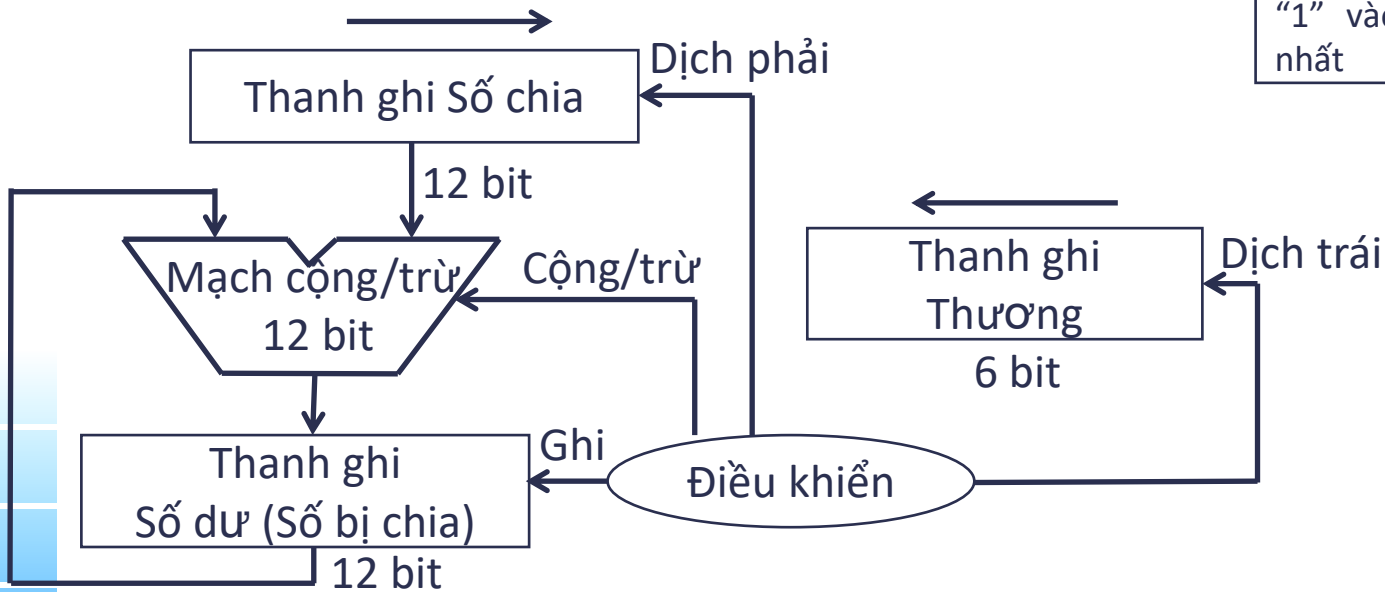 “1”
nhất
Dịch phải
Thanh ghi Số chia
12 bit
Mạch cộng/trừ
12 bit
Cộng/trừ
Thanh ghi
Thương
Dịch trái
6 bit
Thanh ghi
Số dư (Số bị chia)
Ghi
Điều khiển
12 bit